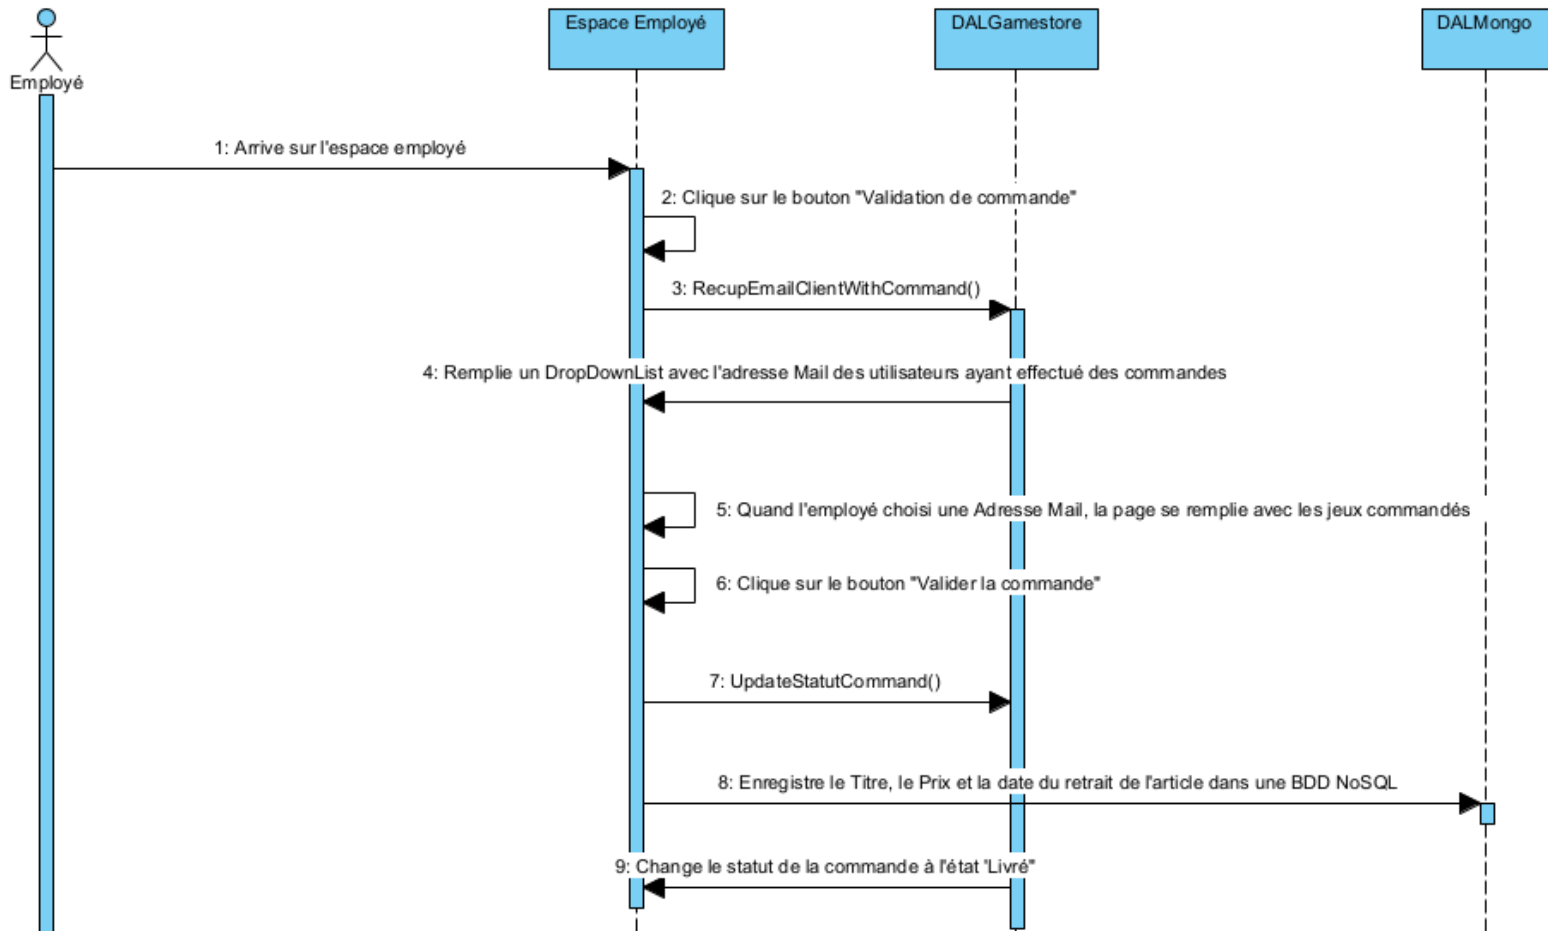 Espace Employé
DALGamestore
DALMongo
Employé
1: Arrive sur l'espace employé
2: Clique sur le bouton "Validation de commande"
3: RecupEmailClientWithCommand()
4: Remplie un DropDownList avec l'adresse Mail des utilisateurs ayant effectué des commandes
5: Quand l'employé choisi une Adresse Mail, la page se remplie avec les jeux commandés
6: Clique sur le bouton "Valider la commande"
7: UpdateStatutCommand()
8: Enregistre le Titre, le Prix et la date du retrait de l'article dans une BDD NoSQL
9: Change le statut de la commande à l'état 'Livré"